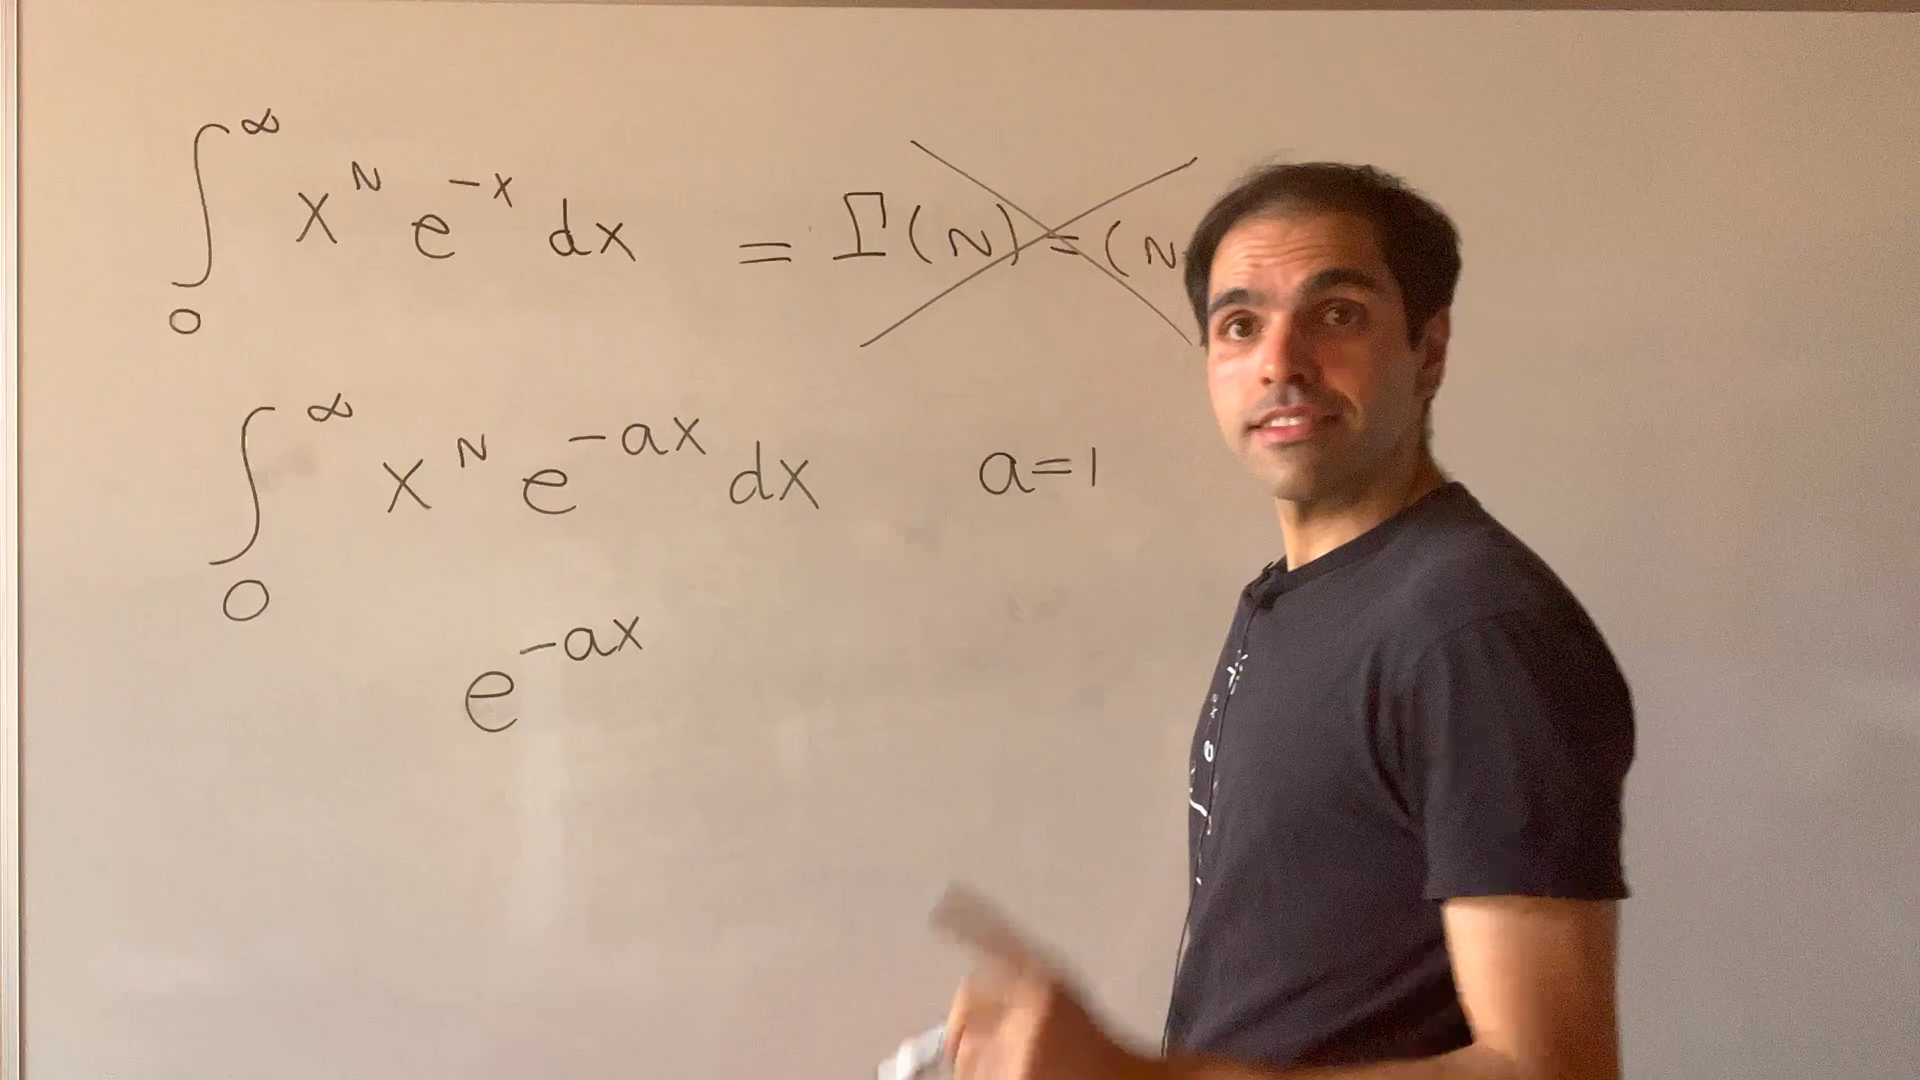 ∫₀^∞ x^N e^{-x} dx = Γ(N) = (N
∫₀^∞ x^N e^{-ax} dx a=1
e^{-ax}